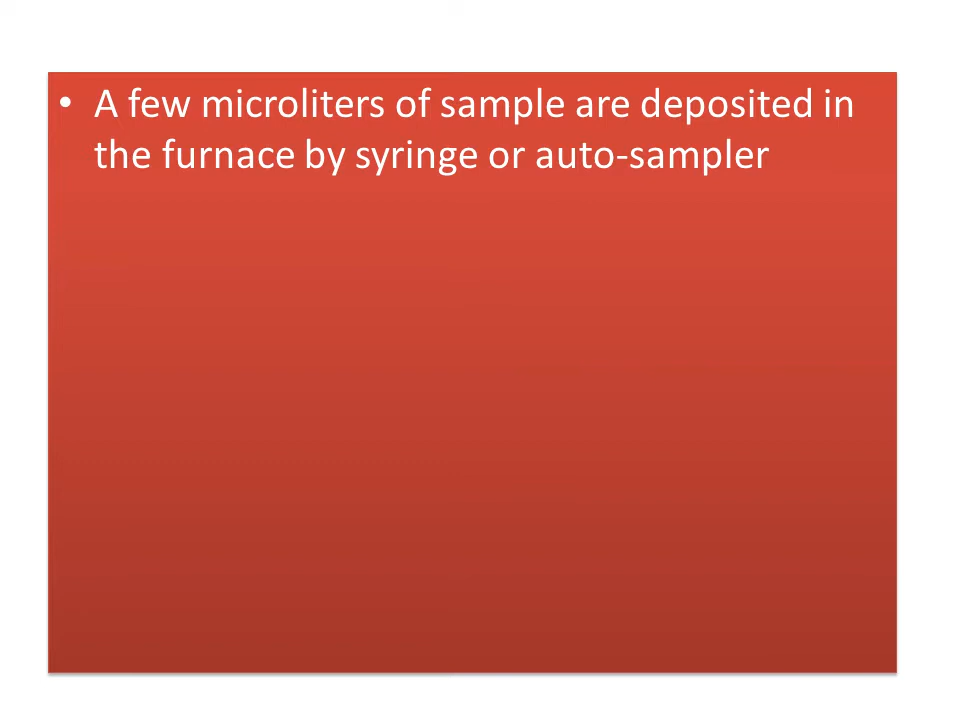 • A few microliters of sample are deposited in
the furnace by syringe or auto-sampler